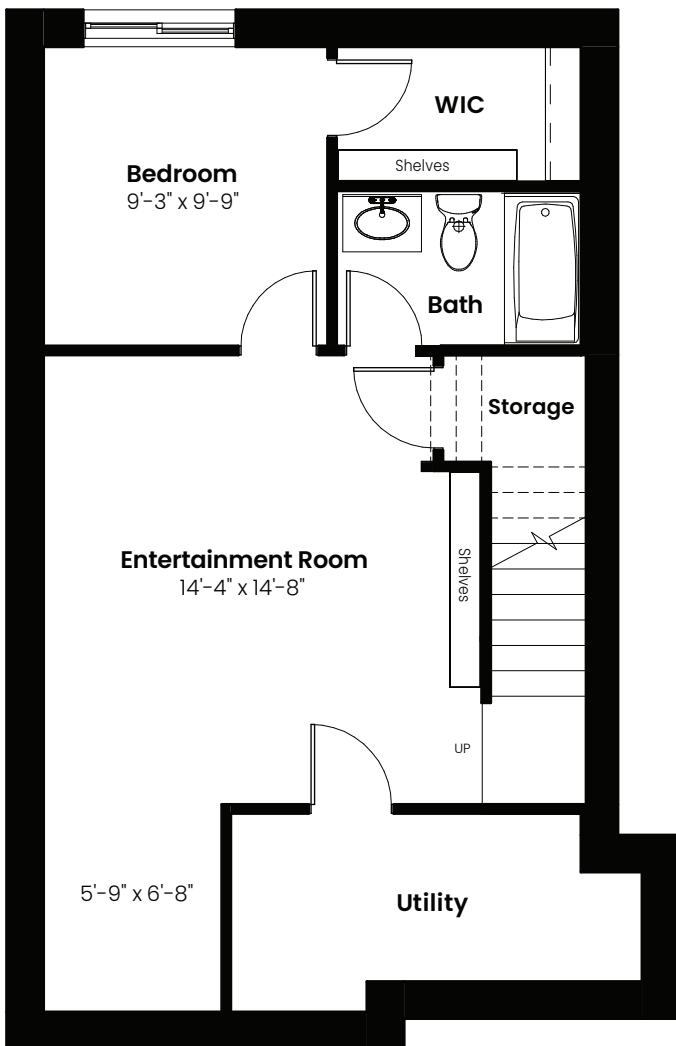 WIC
Shelves
Bedroom
9'-3" x 9'-9"
Bath
Storage
Entertainment Room
14'-4" x 14'-8"
Shelves
UP
5'-9" x 6'-8"
Utility